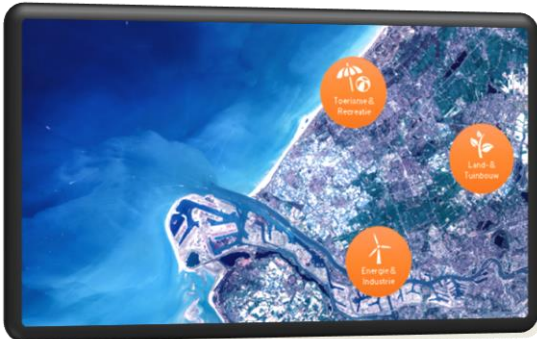 Toerisme &
Recreatie
Land- &
Tuinbouw
Energie &
Industrie